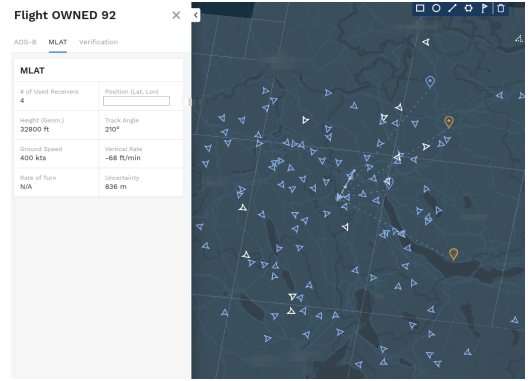 Flight OWNED 92
ADS-B MLAT Verification
MLAT
# of Used Receivers Position (Lat, Lon)
4
Height (Geom.) Track Angle
32800 ft 210°
Ground Speed Vertical Rate
400 kts -68 ft/min
Rate of Turn Uncertainty
N/A 836 m